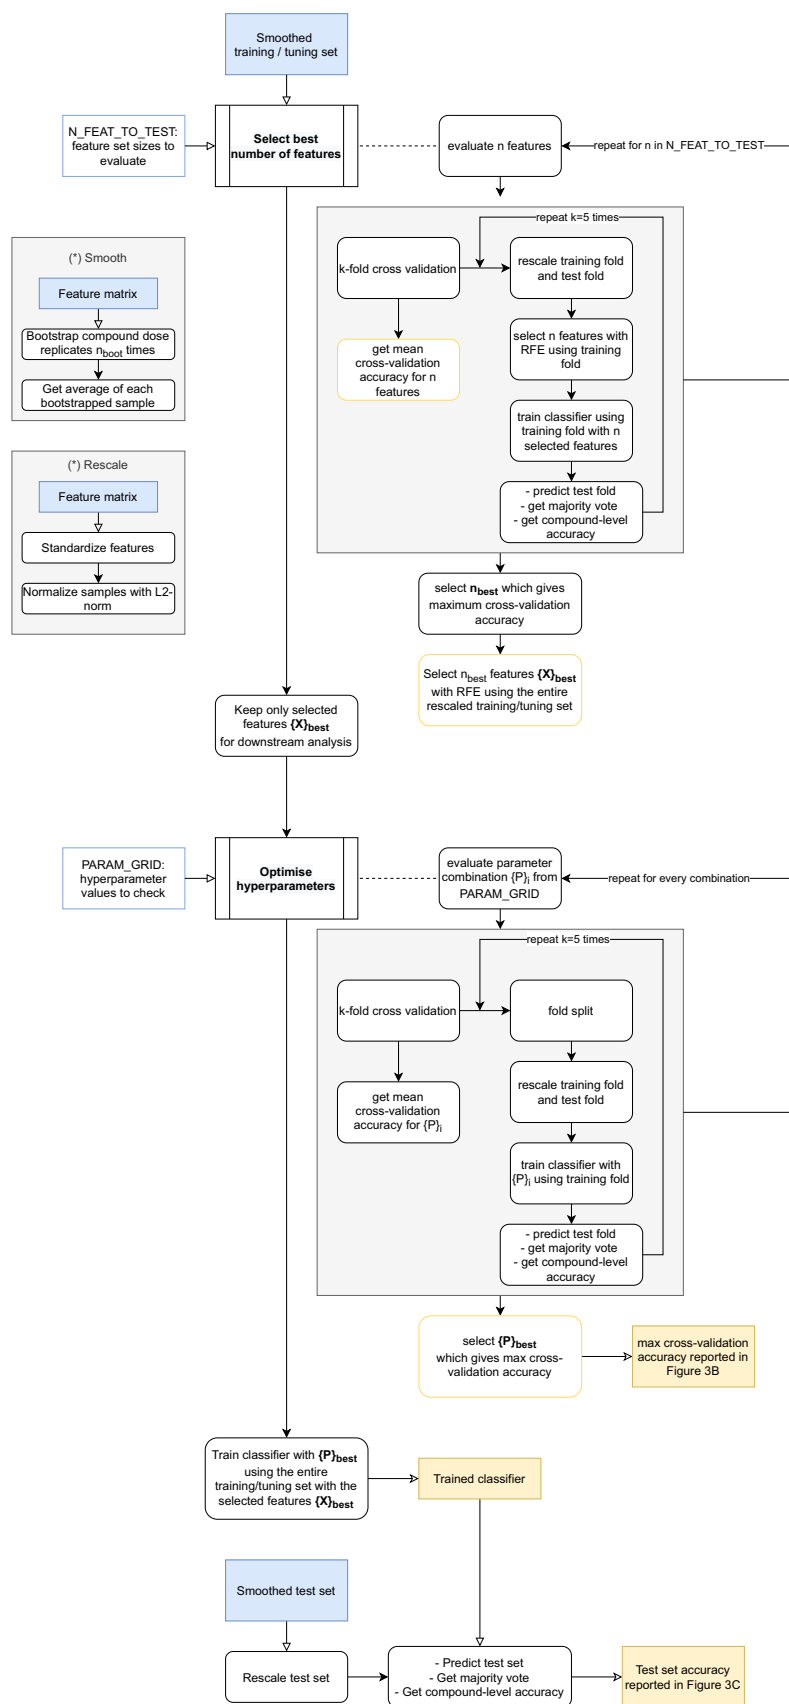 Smoothed
training / tuning set
N_FEAT_TO_TEST:
feature set sizes to
evaluate
Select best
number of features
evaluate n features
repeat for n in N_FEAT_TO_TEST
repeat k=5 times
k-fold cross validation
rescale training fold
and test fold
get mean
cross-validation
accuracy for n
features
select n features with
RFE using training
fold
train classifier using
training fold with n
selected features
- predict test fold
- get majority vote
- get compound-level
accuracy
(*) Smooth
Feature matrix
Bootstrap compound dose
replicates n_boot times
Get average of each
bootstrapped sample
(*) Rescale
Feature matrix
Standardize features
Normalize samples with L2-
norm
select n_best which gives
maximum cross-validation
accuracy
Select n_best features {X}_best
with RFE using the entire
rescaled training/tuning set
Keep only selected
features {X}_best
for downstream analysis
PARAM_GRID:
hyperparameter
values to check
Optimise
hyperparameters
evaluate parameter
combination {P}_i from
PARAM_GRID
repeat for every combination
repeat k=5 times
k-fold cross validation
fold split
get mean
cross-validation
accuracy for {P}_i
rescale training fold
and test fold
train classifier with
{P}_i using training fold
- predict test fold
- get majority vote
- get compound-level
accuracy
select {P}_best
which gives max cross-
validation accuracy
max cross-validation
accuracy reported in
Figure 3B
Train classifier with {P}_best
using the entire
training/tuning set with the
selected features {X}_best
Trained classifier
Smoothed test set
Rescale test set
- Predict test set
- Get majority vote
- Get compound-level accuracy
Test set accuracy
reported in Figure 3C